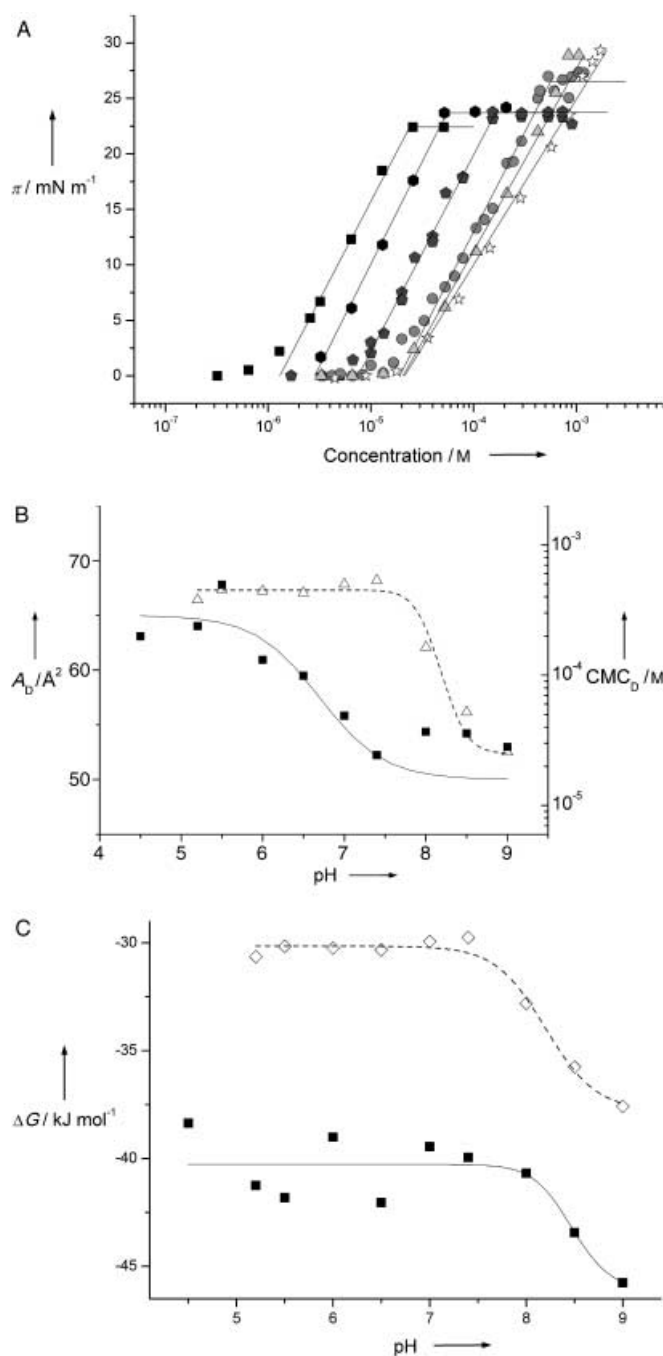 A
30
25
20
15
10
5
0
π / mN m⁻¹
10⁻⁷ 10⁻⁶ 10⁻⁵ 10⁻⁴ 10⁻³
Concentration / M
B
70
60
50
A_D / Å²
10⁻³
10⁻⁴
10⁻⁵
CMC_D / M
4 5 6 7 8 9
pH
C
-30
-35
-40
-45
ΔG / kJ mol⁻¹
5 6 7 8 9
pH